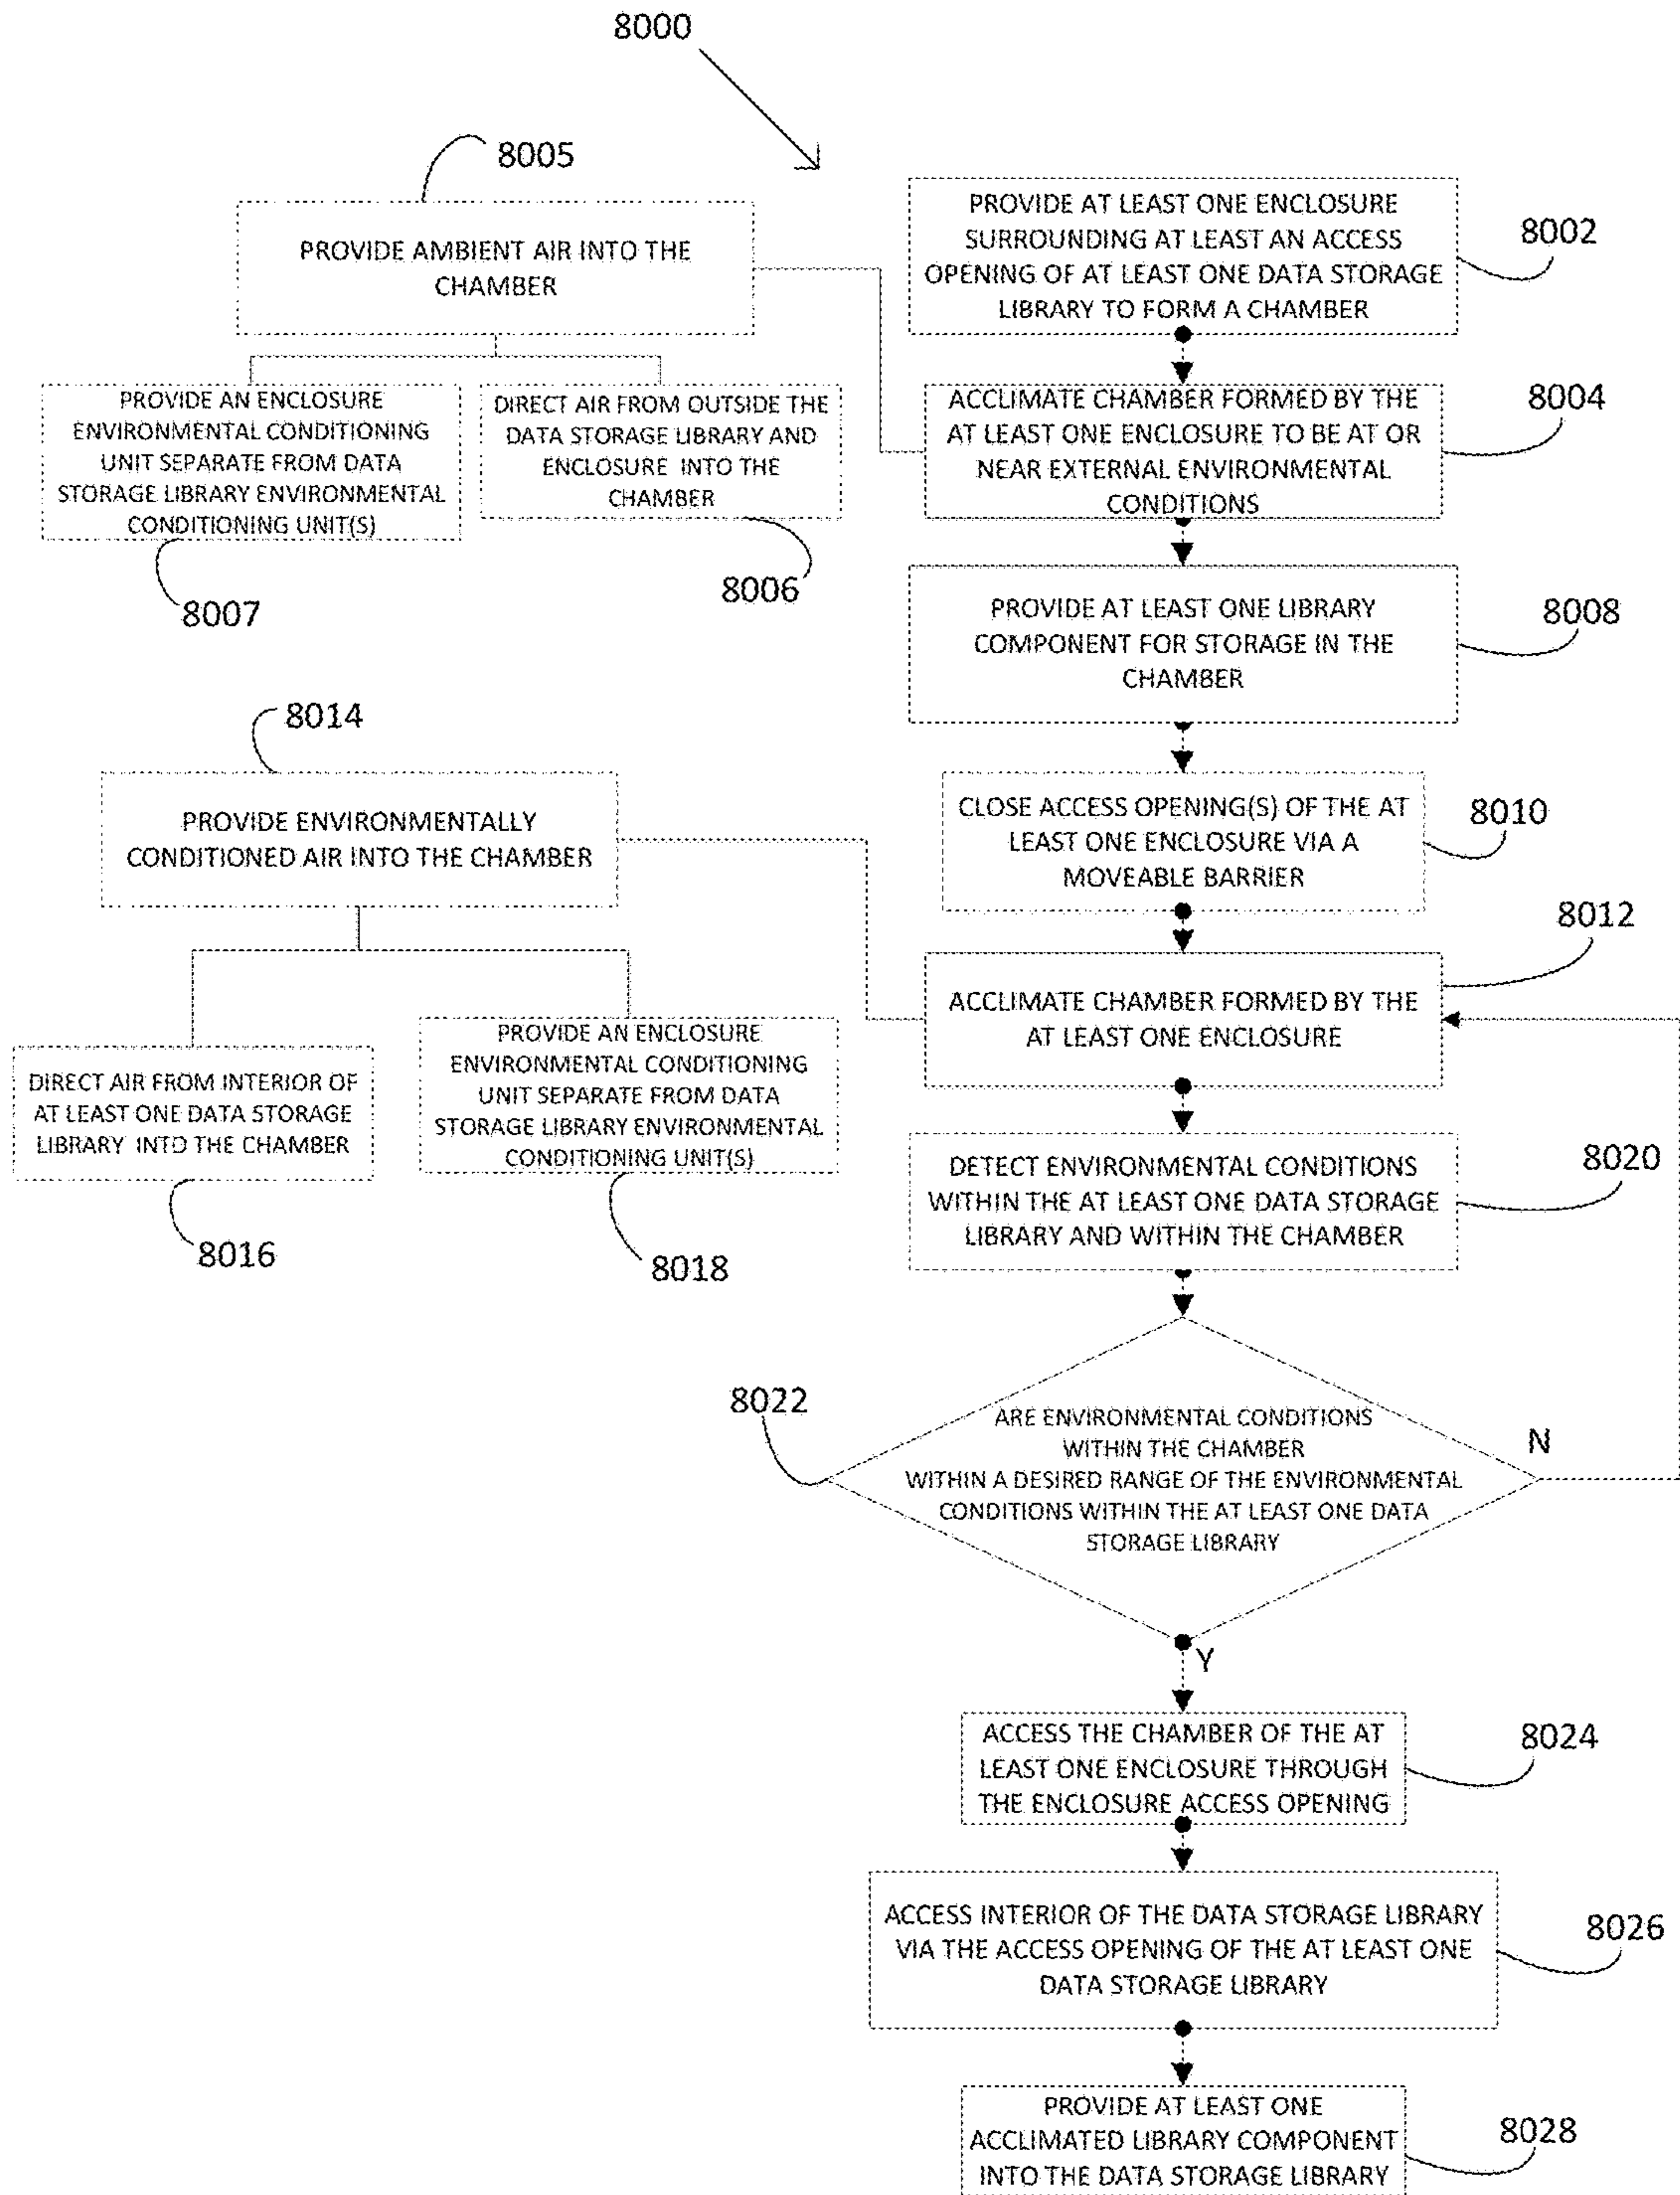 8000
8005
PROVIDE AMBIENT AIR INTO THE
CHAMBER
PROVIDE AN ENCLOSURE
ENVIRONMENTAL CONDITIONING
UNIT SEPARATE FROM DATA
STORAGE LIBRARY ENVIRONMENTAL
CONDITIONING UNIT(S)
8007
DIRECT AIR FROM OUTSIDE THE
DATA STORAGE LIBRARY AND
ENCLOSURE INTO THE
CHAMBER
8006
PROVIDE AT LEAST ONE ENCLOSURE
SURROUNDING AT LEAST AN ACCESS
OPENING OF AT LEAST ONE DATA STORAGE
LIBRARY TO FORM A CHAMBER
8002
ACCLIMATE CHAMBER FORMED BY THE
AT LEAST ONE ENCLOSURE TO BE AT OR
NEAR EXTERNAL ENVIRONMENTAL
CONDITIONS
8004
PROVIDE AT LEAST ONE LIBRARY
COMPONENT FOR STORAGE IN THE
CHAMBER
8008
8014
PROVIDE ENVIRONMENTALLY
CONDITIONED AIR INTO THE CHAMBER
DIRECT AIR FROM INTERIOR OF
AT LEAST ONE DATA STORAGE
LIBRARY INTO THE CHAMBER
8016
PROVIDE AN ENCLOSURE
ENVIRONMENTAL CONDITIONING
UNIT SEPARATE FROM DATA
STORAGE LIBRARY ENVIRONMENTAL
CONDITIONING UNIT(S)
8018
CLOSE ACCESS OPENING(S) OF THE AT
LEAST ONE ENCLOSURE VIA A
MOVEABLE BARRIER
8010
8012
ACCLIMATE CHAMBER FORMED BY THE
AT LEAST ONE ENCLOSURE
DETECT ENVIRONMENTAL CONDITIONS
WITHIN THE AT LEAST ONE DATA STORAGE
LIBRARY AND WITHIN THE CHAMBER
8020
8022
ARE ENVIRONMENTAL CONDITIONS
WITHIN THE CHAMBER
WITHIN A DESIRED RANGE OF THE ENVIRONMENTAL
CONDITIONS WITHIN THE AT LEAST ONE DATA
STORAGE LIBRARY
N
Y
ACCESS THE CHAMBER OF THE AT
LEAST ONE ENCLOSURE THROUGH
THE ENCLOSURE ACCESS OPENING
8024
ACCESS INTERIOR OF THE DATA STORAGE LIBRARY
VIA THE ACCESS OPENING OF THE AT LEAST ONE
DATA STORAGE LIBRARY
8026
PROVIDE AT LEAST ONE
ACCLIMATED LIBRARY COMPONENT
INTO THE DATA STORAGE LIBRARY
8028